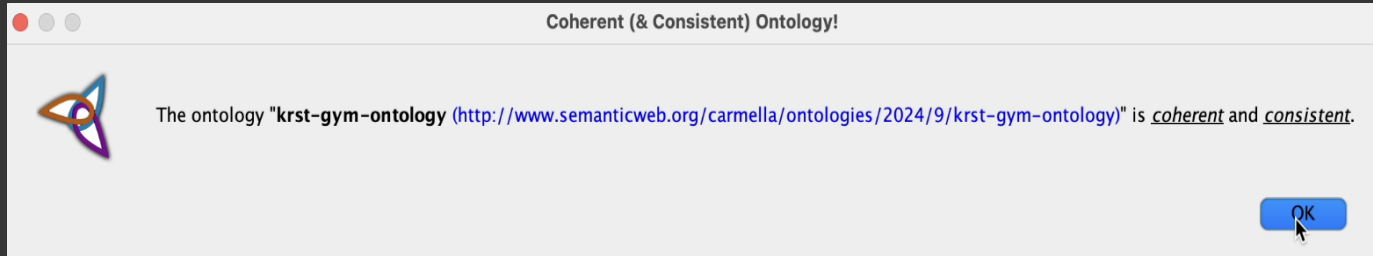 Coherent (& Consistent) Ontology!
The ontology "krst-gym-ontology (http://www.semanticweb.org/carmella/ontologies/2024/9/krst-gym-ontology)" is coherent and consistent.
OK